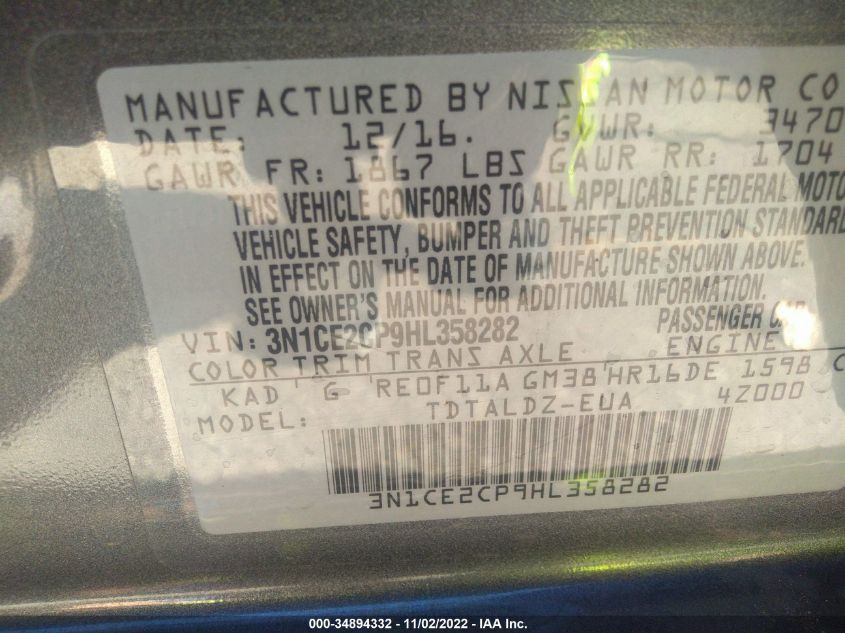 MANUFACTURED BY NISSAN MOTOR CO
DATE: 12/16. GVWR: 3470
GAWR FR: 1867 LBS GAWR RR: 1704
THIS VEHICLE CONFORMS TO ALL APPLICABLE FEDERAL MOTO
VEHICLE SAFETY, BUMPER AND THEFT PREVENTION STANDARD
IN EFFECT ON THE DATE OF MANUFACTURE SHOWN ABOVE.
SEE OWNER'S MANUAL FOR ADDITIONAL INFORMATION.
VIN: 3N1CE2CP9HL358282 PASSENGER CAR
COLOR TRIM TRANS AXLE ENGINE
KAD G RE0F11A GM38 HR16DE 1598 C
MODEL: TDTALDZ-EUA 4Z000
3N1CE2CP9HL358282
000-34894332 - 11/02/2022 - IAA Inc.